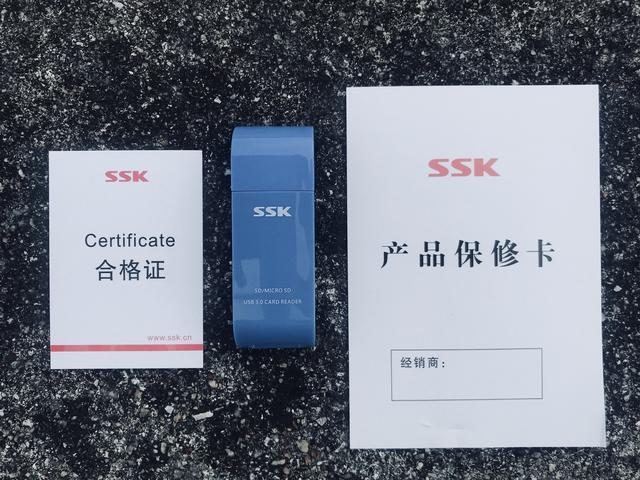 SSK
Certificate
合格证
www.ssk.cn
SSK
SD/MICRO SD
USB 3.0 CARD READER
SSK
产品保修卡
经销商：